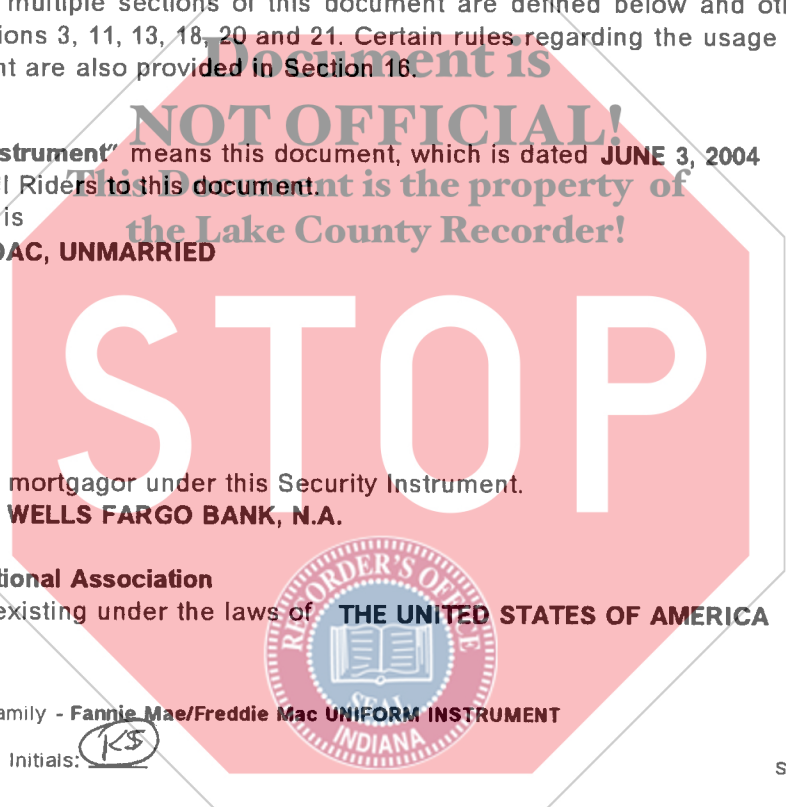 multiple sections of this document are defined below and
ions 3, 11, 13, 18, 20 and 21. Certain rules regarding the usage
nt are also provided in Section 16.
Document is
NOT OFFICIAL!
strument" means this document, which is dated JUNE 3, 2004
l Riders to this document.
This Document is the property of
is
the Lake County Recorder!
DAC, UNMARRIED
STOP
mortgagor under this Security Instrument.
WELLS FARGO BANK, N.A.
tional Association
existing under the laws of THE UNITED STATES OF AMERICA
RECORDER'S OFFICE
SEAL
INDIANA
amily - Fannie Mae/Freddie Mac UNIFORM INSTRUMENT
Initials: KS
S